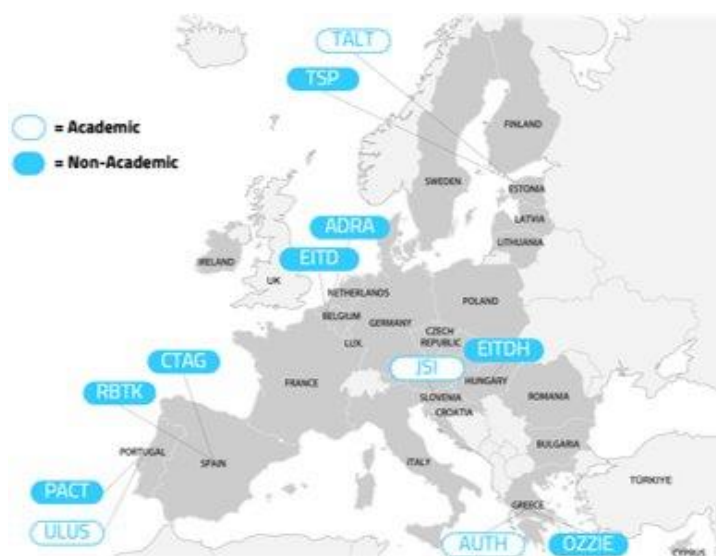 TALT
TSP
= Academic
= Non-Academic
FINLAND
SWEDEN
ESTONIA
LATVIA
LITHUANIA
ADRA
EITD
IRELAND
UK
NETHERLANDS
BELGIUM
GERMANY
POLAND
LUX.
CZECH
REPUBLIC
EITDH
CTAG
JSI
RBTK
FRANCE
HUNGARY
SLOVENIA
CROATIA
ROMANIA
PORTUGAL
SPAIN
ITALY
BULGARIA
TÜRKIYE
PACT
ULUS
GREECE
AUTH
OZZIE
CYPRUS